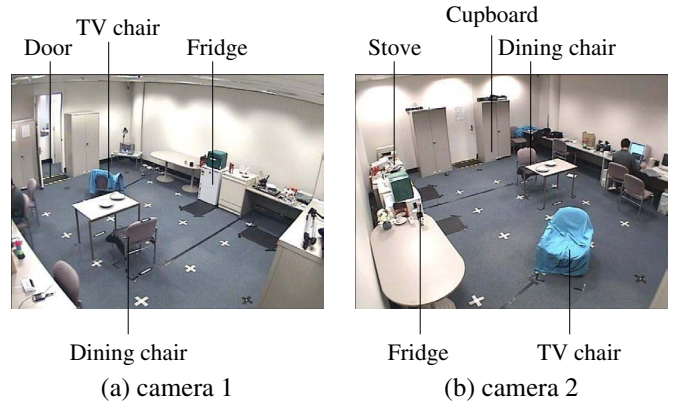 Door
TV chair
Fridge
Dining chair
(a) camera 1
Cupboard
Stove
Dining chair
Fridge
TV chair
(b) camera 2